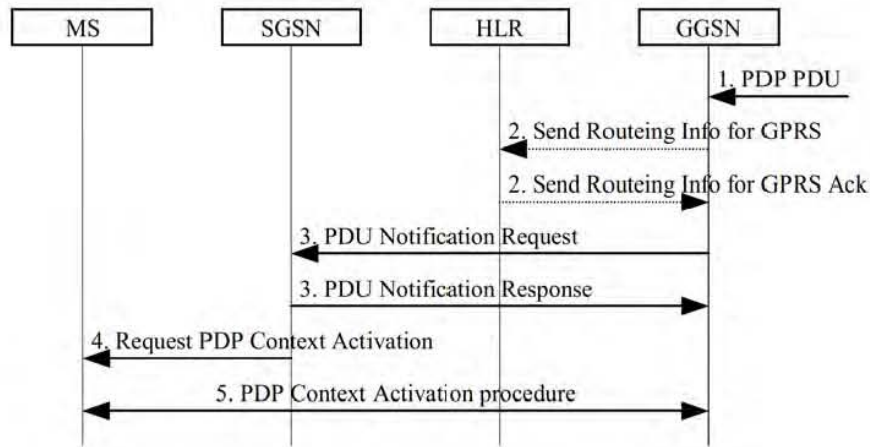 MS
SGSN
HLR
GGSN
1. PDP PDU
2. Send Routeing Info for GPRS
2. Send Routeing Info for GPRS Ack
3. PDU Notification Request
3. PDU Notification Response
4. Request PDP Context Activation
5. PDP Context Activation procedure